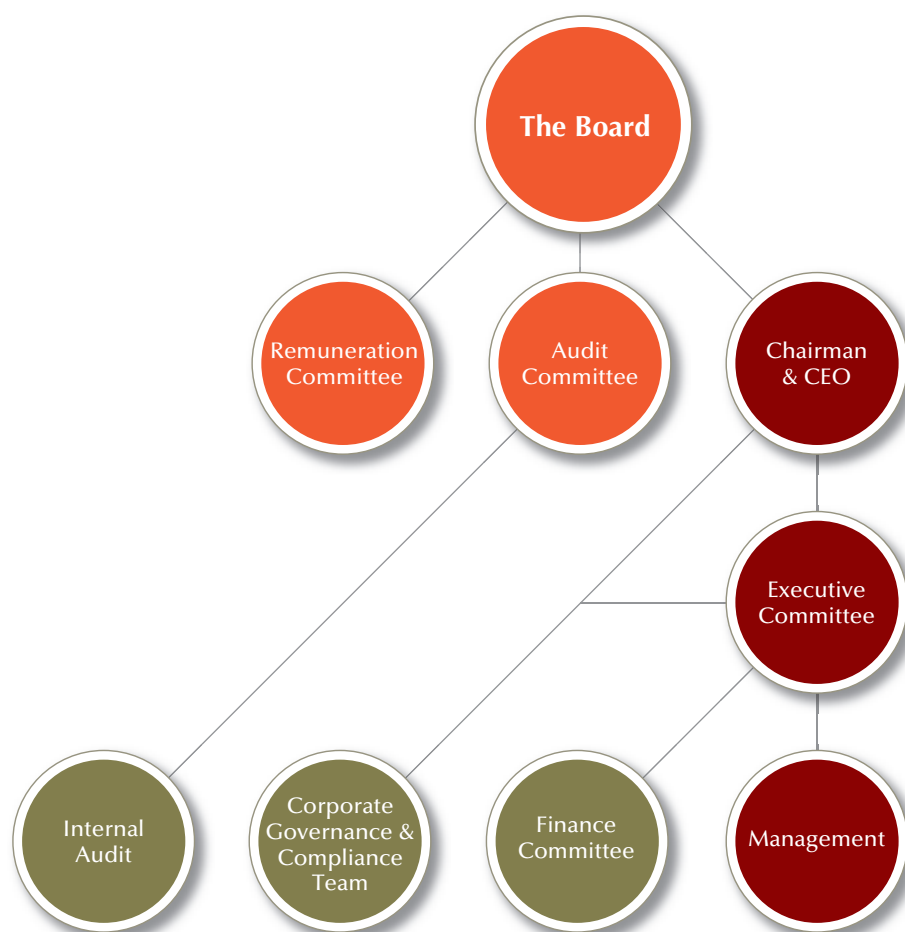 The Board
Remuneration
Committee
Audit
Committee
Chairman
& CEO
Executive
Committee
Internal
Audit
Corporate
Governance &
Compliance
Team
Finance
Committee
Management